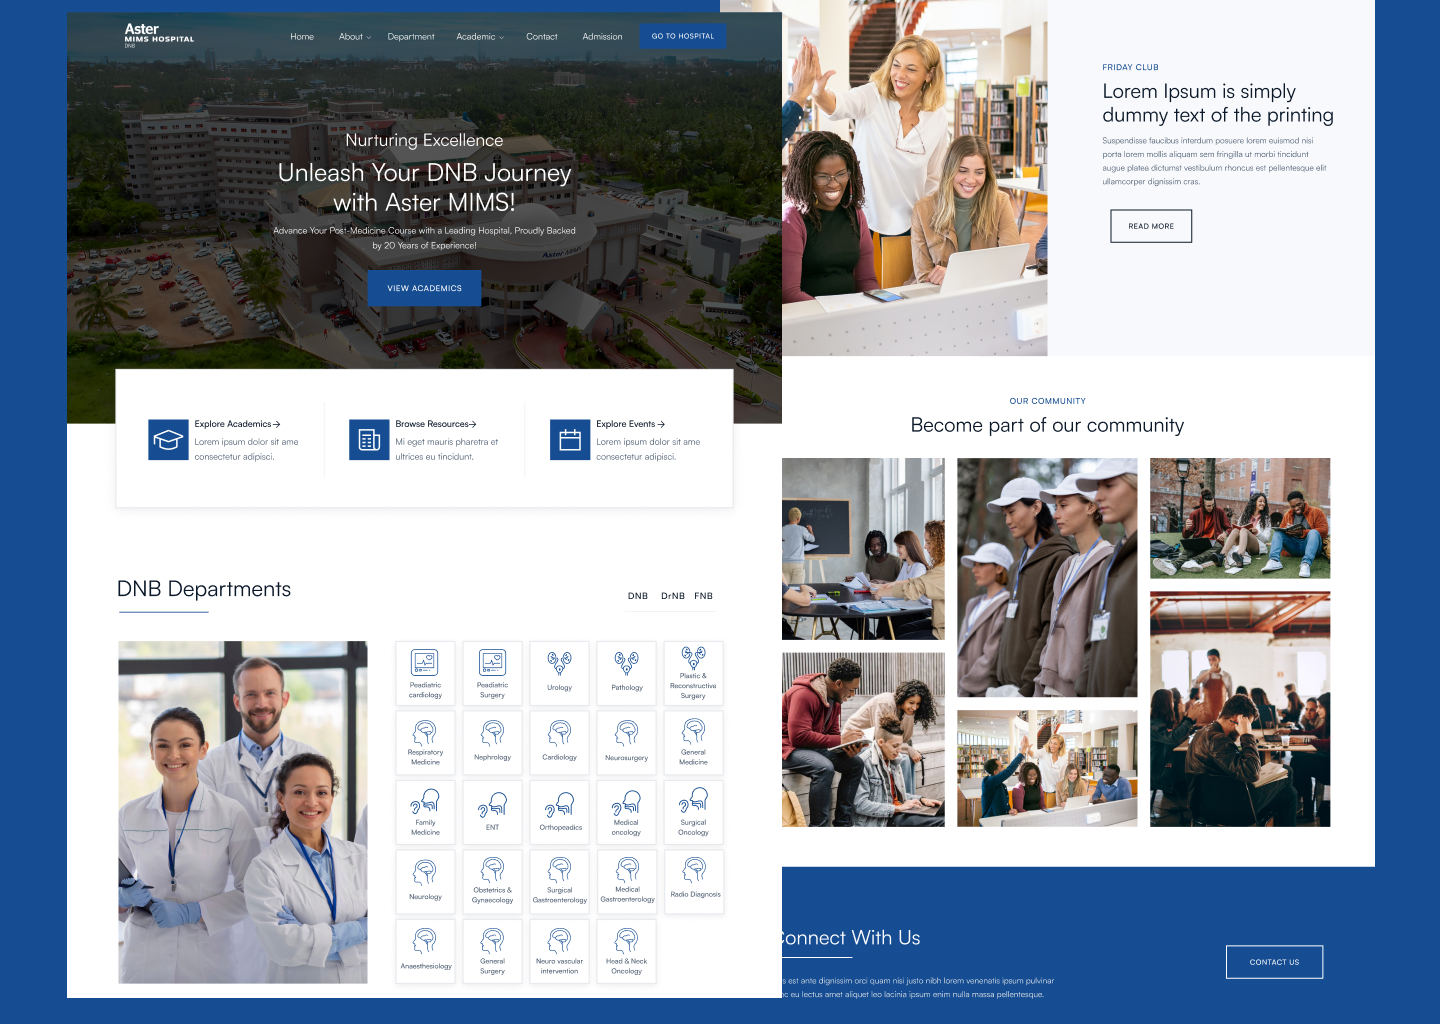 Aster
MIMS HOSPITAL
DNB
Home
About
Department
Academic
Contact
Admission
GO TO HOSPITAL
Nurturing Excellence
Unleash Your DNB Journey
with Aster MIMS!
Advance Your Post-Medicine Course with a Leading Hospital, Proudly Backed
by 20 Years of Experience!
VIEW ACADEMICS
Explore Academics
Lorem ipsum dolor sit ame
consectetur adipisci.
Browse Resources
Mi eget mauris pharetra et
ultrices eu tincidunt.
Explore Events
Lorem ipsum dolor sit ame
consectetur adipisci.
DNB Departments
DNB
DrNB
FNB
Peadiatric
cardiology
Peadiatric
Surgery
Urology
Pathology
Plastic &
Reconstructive
Surgery
Respiratory
Medicine
Nephrology
Cardiology
Neurosurgery
General
Medicine
Family
Medicine
ENT
Orthopeadics
Medical
oncology
Surgical
Oncology
Neurology
Obstetrics &
Gynaecology
Surgical
Gastroenterology
Medical
Gastroenterology
Radio Diagnosis
Anaesthesiology
General
Surgery
Neuro vascular
intervention
Head & Neck
Oncology
FRIDAY CLUB
Lorem Ipsum is simply
dummy text of the printing
Suspendisse faucibus interdum posuere lorem euismod nisi
porta lorem mollis aliquam sem fringilla ut morbi tincidunt
augue platea dictumst vestibulum rhoncus est pellentesque elit
ullamcorper dignissim cras.
READ MORE
OUR COMMUNITY
Become part of our community
Connect With Us
s est ante dignissim orci quam nisi justo nibh lorem venenatis ipsum pulvinar
eu lectus amet aliquet leo lacinia ipsum enim nulla massa pellentesque.
CONTACT US